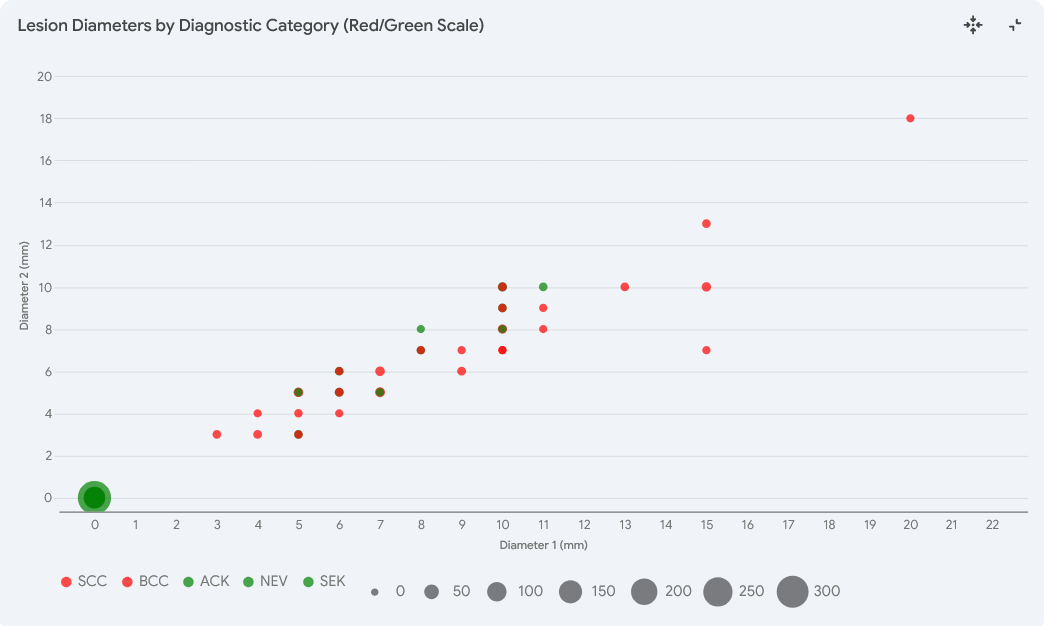 Lesion Diameters by Diagnostic Category (Red/Green Scale)
20
18
16
14
12
10
8
6
4
2
0
Diameter 2 (mm)
0 1 2 3 4 5 6 7 8 9 10 11 12 13 14 15 16 17 18 19 20 21 22
Diameter 1 (mm)
SCC BCC ACK NEV SEK 0 50 100 150 200 250 300